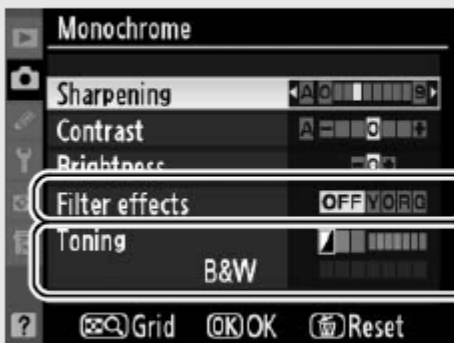 Monochrome
Sharpening A 0 9
Contrast A - 0 +
Brightness - 0 +
Filter effects OFF Y O R G
Toning
B&W
? Grid OK OK Reset